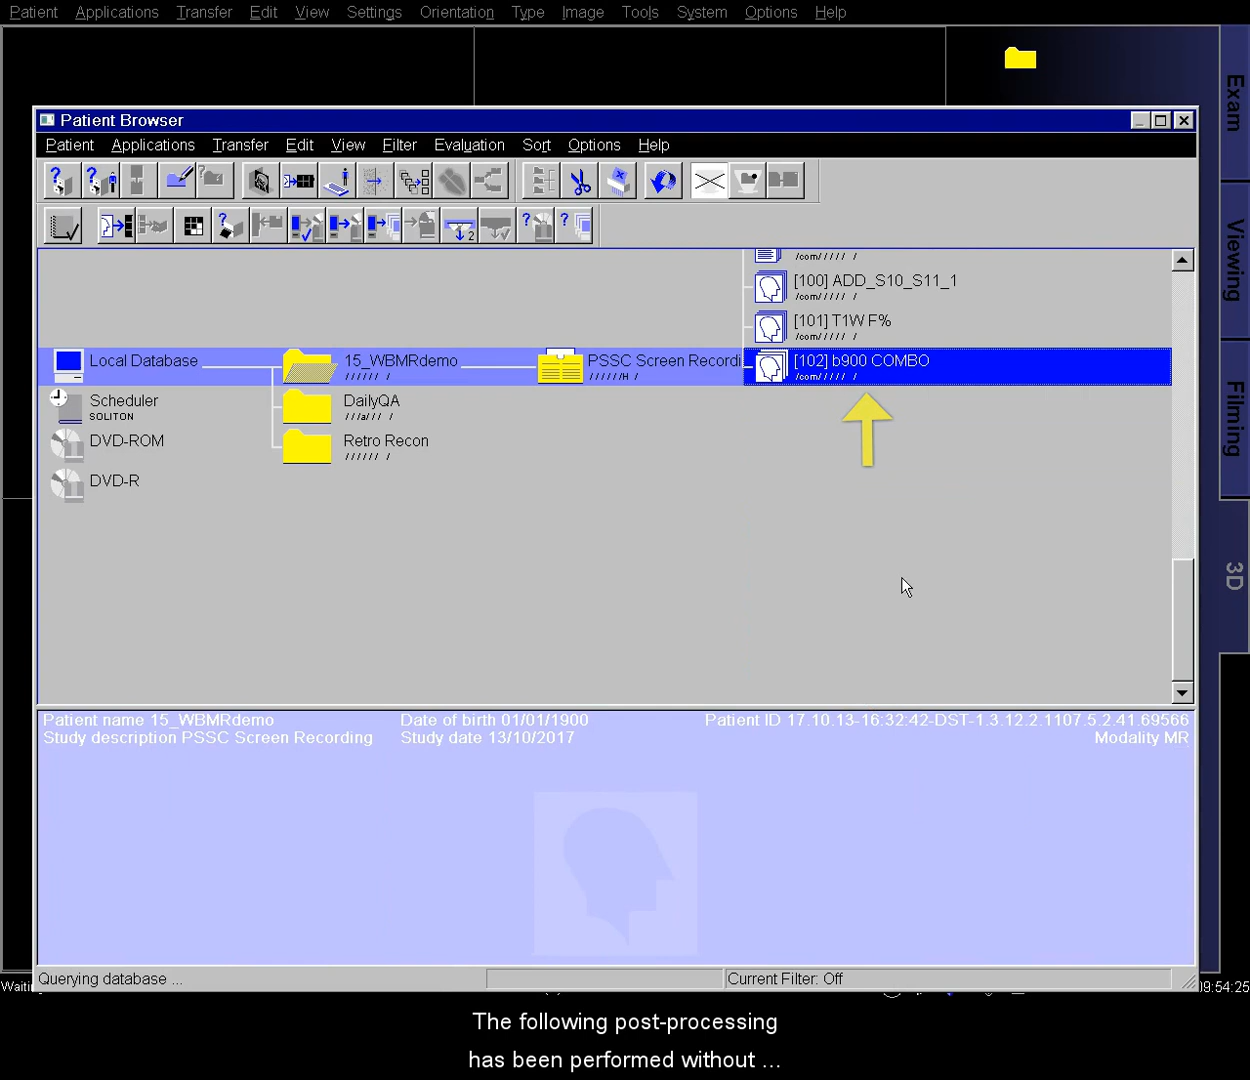 Patient Applications Transfer Edit View Settings Orientation Type Image Tools System Options Help
Exam
Viewing
Filming
3D
Patient Browser
Patient Applications Transfer Edit View Filter Evaluation Sort Options Help
2
/com///// /
[100] ADD_S10_S11_1
/com///// /
[101] T1W F%
/com///// /
Local Database 15_WBMRdemo PSSC Screen Recordi [102] b900 COMBO
////// / //////H / /com///// /
Scheduler DailyQA
SOLITON ///a/// /
DVD-ROM Retro Recon
////// /
DVD-R
Patient name 15_WBMRdemo Date of birth 01/01/1900 Patient ID 17.10.13-16:32:42-DST-1.3.12.2.1107.5.2.41.69566
Study description PSSC Screen Recording Study date 13/10/2017 Modality MR
Querying database ... Current Filter: Off
09:54:25
The following post-processing
has been performed without ...